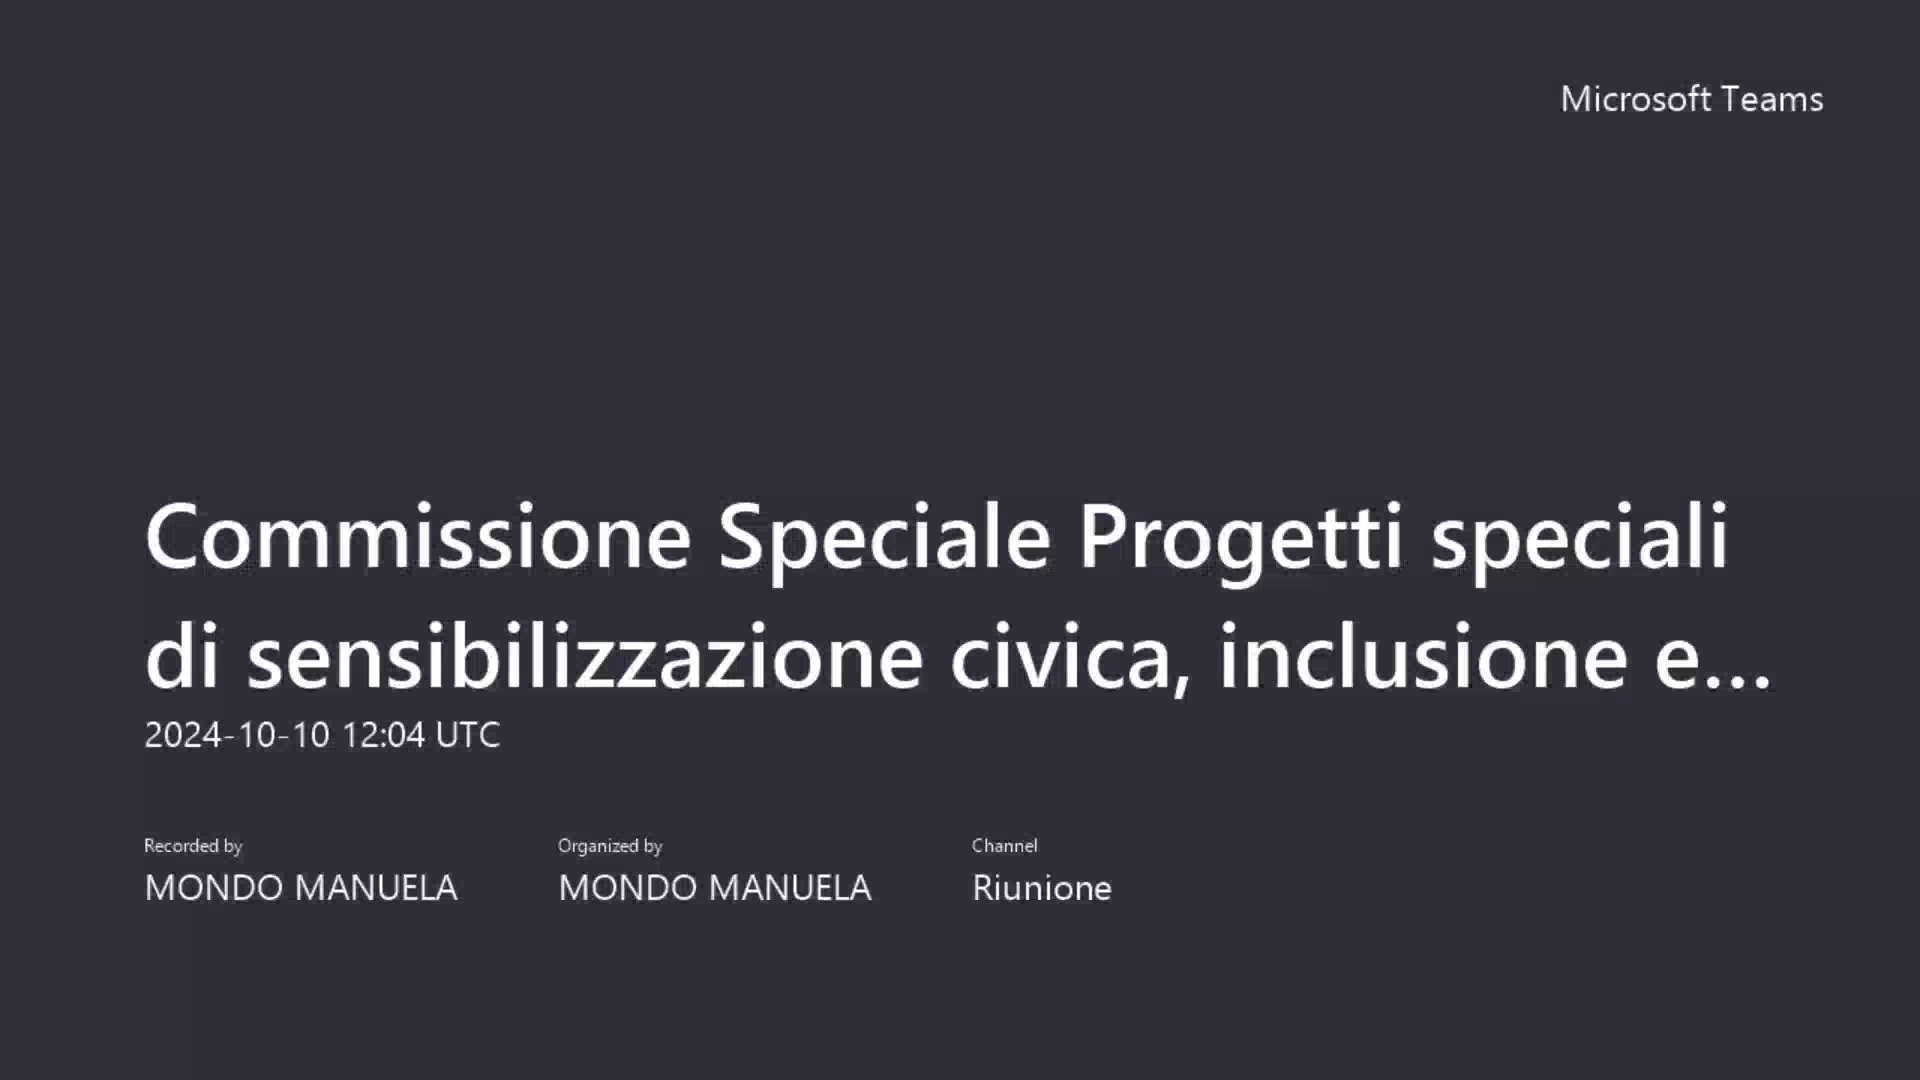 Microsoft Teams
Commissione Speciale Progetti speciali
di sensibilizzazione civica, inclusione e...
2024-10-10 12:04 UTC
Recorded by
MONDO MANUELA
Organized by
MONDO MANUELA
Channel
Riunione